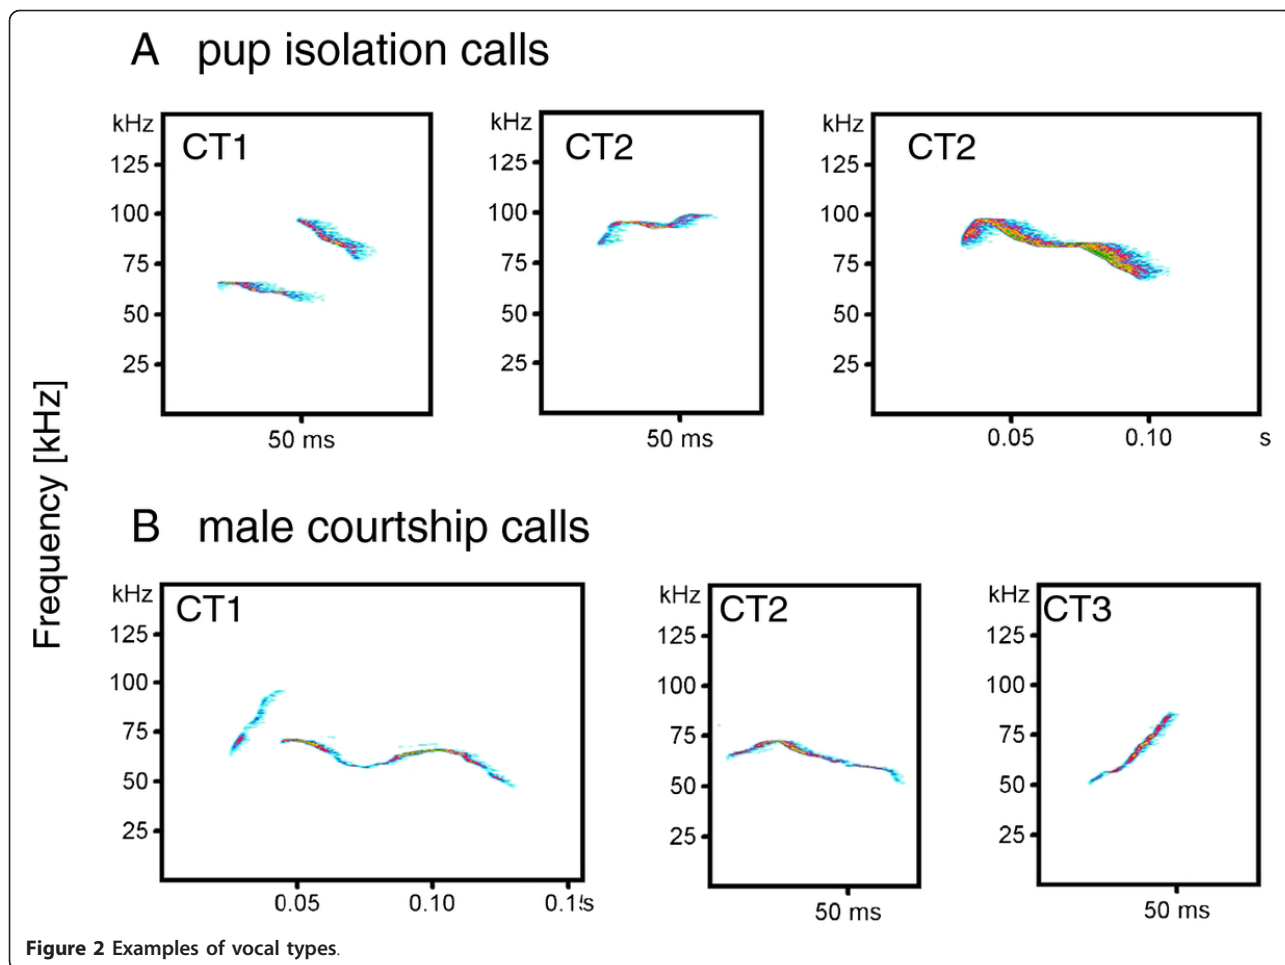 A pup isolation calls
kHz
CT1
125
100
75
50
25
50 ms
kHz
CT2
125
100
75
50
25
50 ms
kHz
CT2
125
100
75
50
25
0.05 0.10 s
Frequency [kHz]
B male courtship calls
kHz
CT1
125
100
75
50
25
0.05 0.10 0.1 s
kHz
CT2
125
100
75
50
25
50 ms
kHz
CT3
125
100
75
50
25
50 ms
Figure 2 Examples of vocal types.